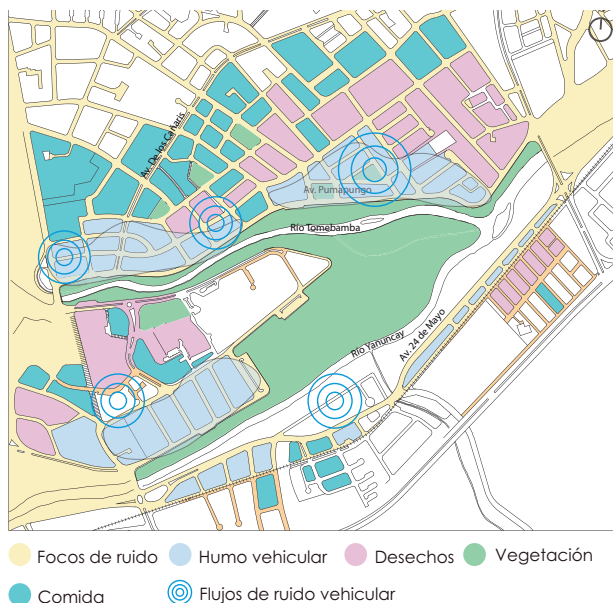 Av. De los Cañaris
Av. Pumapungo
Río Tomebamba
Río Yanuncay
Av. 24 de Mayo
Focos de ruido
Humo vehicular
Desechos
Vegetación
Comida
Flujos de ruido vehicular